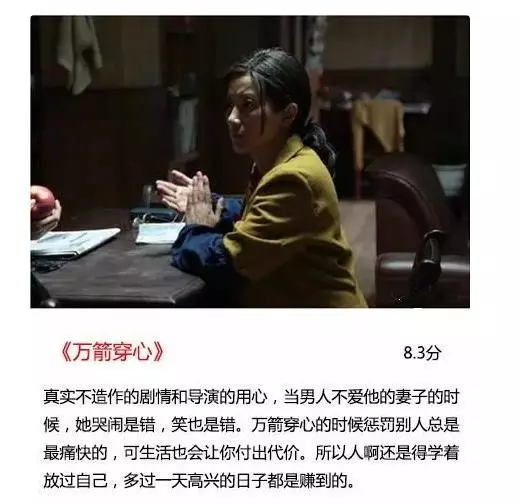 《万箭穿心》
8.3分
真实不造作的剧情和导演的用心，当男人不爱他的妻子的时
候，她哭闹是错，笑也是错。万箭穿心的时候惩罚别人总是
最痛快的，可生活也会让你付出代价。所以人啊还是得学着
放过自己，多过一天高兴的日子都是赚到的。